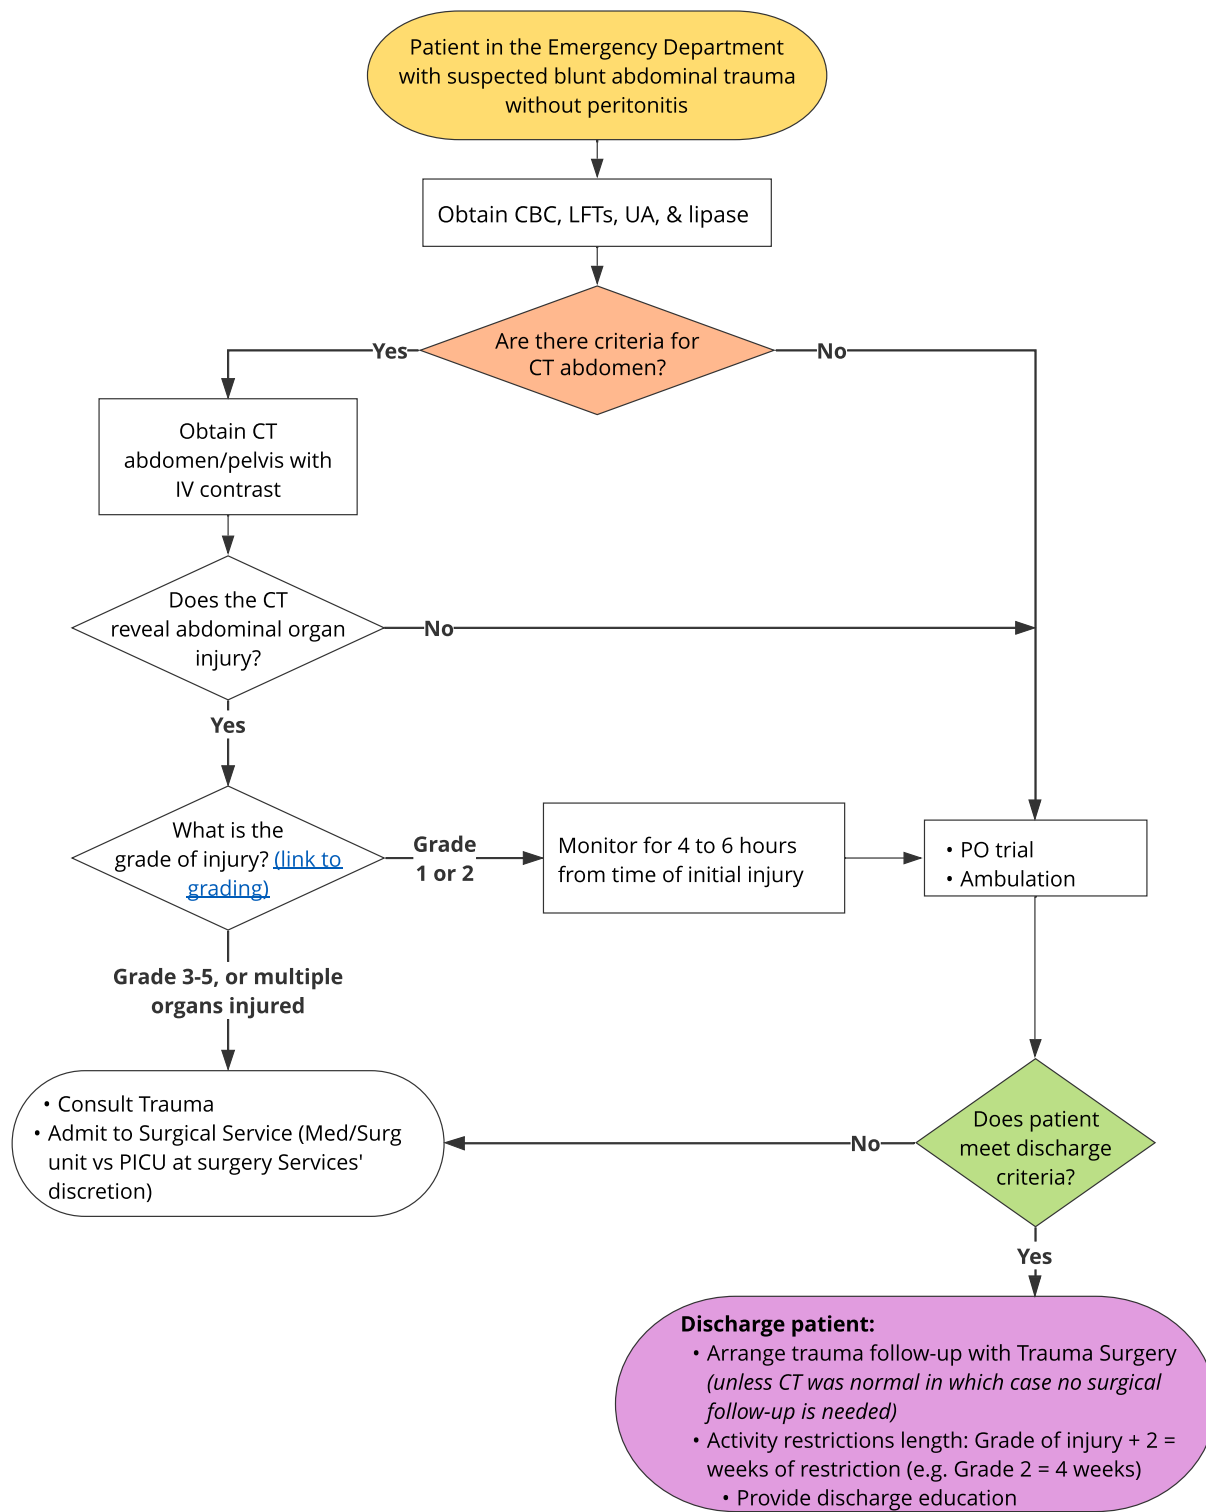 Patient in the Emergency Department
with suspected blunt abdominal trauma
without peritonitis
Obtain CBC, LFTs, UA, & lipase
Are there criteria for
CT abdomen?
Yes
No
Obtain CT
abdomen/pelvis with
IV contrast
Does the CT
reveal abdominal organ
injury?
No
Yes
What is the
grade of injury? (link to
grading)
Grade
1 or 2
Monitor for 4 to 6 hours
from time of initial injury
• PO trial
• Ambulation
Grade 3-5, or multiple
organs injured
• Consult Trauma
• Admit to Surgical Service (Med/Surg
unit vs PICU at surgery Services'
discretion)
Does patient
meet discharge
criteria?
No
Yes
Discharge patient:
• Arrange trauma follow-up with Trauma Surgery
(unless CT was normal in which case no surgical
follow-up is needed)
• Activity restrictions length: Grade of injury + 2 =
weeks of restriction (e.g. Grade 2 = 4 weeks)
• Provide discharge education